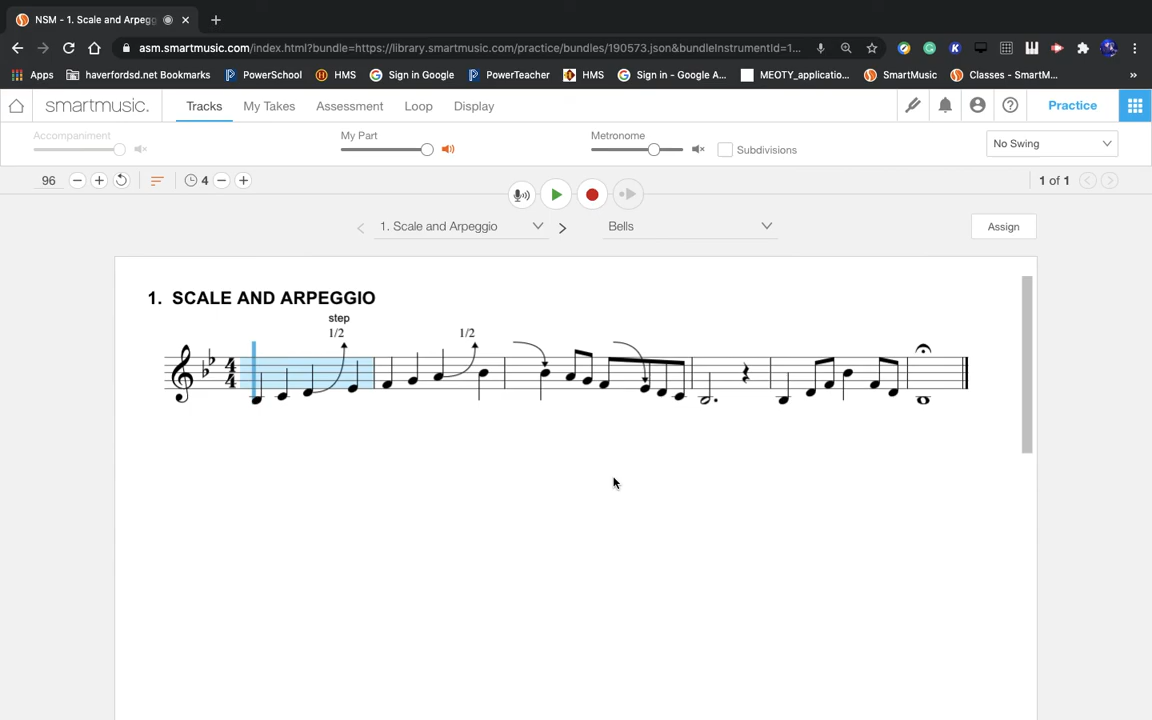 NSM - 1. Scale and Arpegg
asm.smartmusic.com/index.html?bundle=https://library.smartmusic.com/practice/bundles/190573.json&bundleInstrumentId=1...
Apps haverfordsd.net Bookmarks PowerSchool HMS Sign in Google PowerTeacher HMS Sign in - Google A... MEOTY_applicatio... SmartMusic Classes - SmartM... »
smartmusic. Tracks My Takes Assessment Loop Display Practice
Accompaniment My Part Metronome Subdivisions No Swing
96 4 1 of 1
1. Scale and Arpeggio Bells Assign
1. SCALE AND ARPEGGIO
step
1/2 1/2
4
4